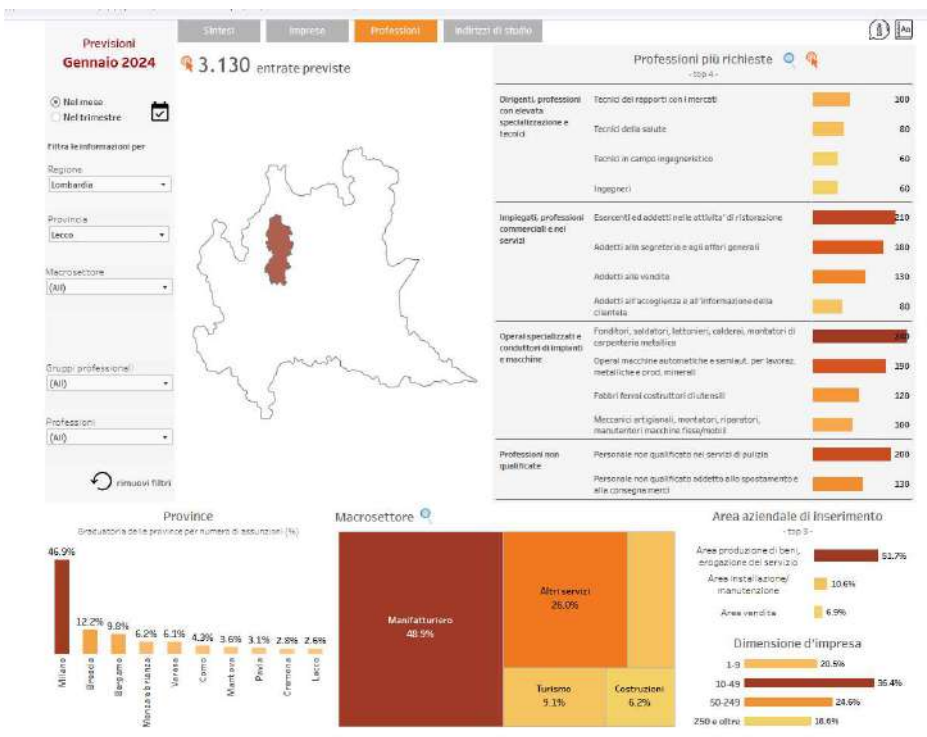 Previsioni
Gennaio 2024
Nel mese
Nel trimestre
Filtra le informazioni per
Regione
Lombardia
Provincia
Lecco
Macrosettore
(All)
Gruppi professionali
(All)
Professioni
(All)
rimuovi filtri
Sintesi
Imprese
Professioni
Indirizzi di studio
3.130 entrate previste
Professioni più richieste
- top 4 -
Dirigenti, professioni
con elevata
specializzazione e
tecnici
Tecnici dei rapporti con i mercati
100
Tecnici della salute
80
Tecnici in campo ingegneristico
60
Ingegneri
60
Impiegati, professioni
commerciali e nei
servizi
Esercenti ed addetti nelle attivita' di ristorazione
210
Addetti alla segreteria e agli affari generali
180
Addetti alle vendite
130
Addetti all'accoglienza e all'informazione della
clientela
80
Operai specializzati e
conduttori di impianti
e macchine
Fonditori, saldatori, lattonieri, calderai, montatori di
carpenteria metallica
Operai macchine automatiche e semiaut. per lavoraz.
metalliche e prod. minerali
190
Fabbri ferrai costruttori di utensili
120
Meccanici artigianali, montatori, riparatori,
manutentori macchine fisse/mobili
100
Professioni non
qualificate
Personale non qualificato nei servizi di pulizia
200
Personale non qualificato addetto allo spostamento e
alla consegna merci
130
Province
Graduatoria delle province per numero di assunzioni (%)
46.9%
12.2%
9.8%
6.2%
6.1%
4.3%
3.6%
3.1%
2.8%
2.6%
Milano
Brescia
Bergamo
Monza e brianza
Varese
Como
Mantova
Pavia
Cremona
Lecco
Macrosettore
Manifatturiero
48.9%
Altri servizi
26.0%
Turismo
9.1%
Costruzioni
6.2%
Area aziendale di inserimento
- top 3 -
Area produzione di beni,
erogazione del servizio
51.7%
Area installazione/
manutenzione
10.6%
Area vendita
6.9%
Dimensione d'impresa
1-9
20.5%
10-49
36.4%
50-249
24.6%
250 e oltre
18.6%